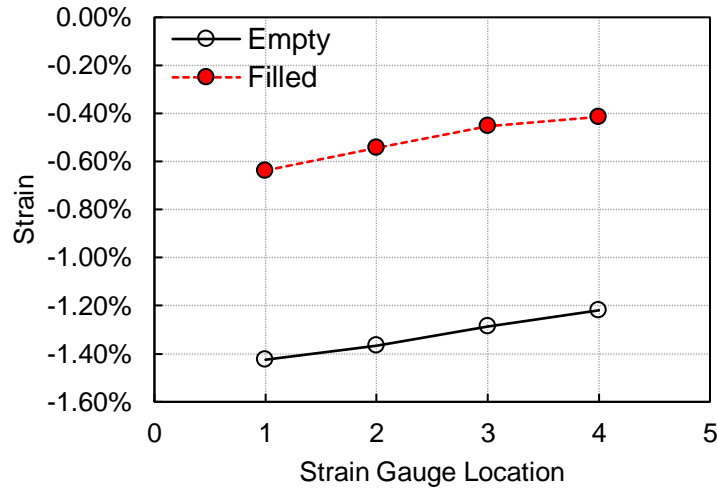 0.00%
-0.20%
-0.40%
-0.60%
-0.80%
-1.00%
-1.20%
-1.40%
-1.60%
Strain
Empty
Filled
0 1 2 3 4 5
Strain Gauge Location